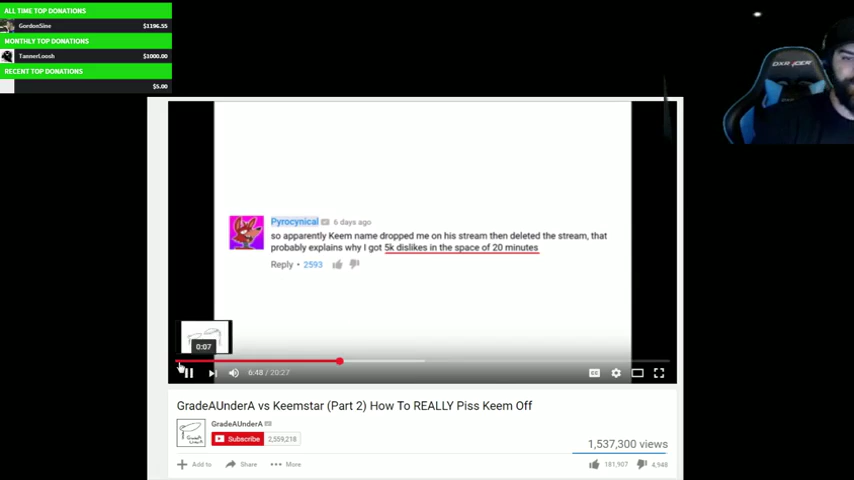 ALL TIME TOP DONATIONS
GordonSine $1196.55
MONTHLY TOP DONATIONS
TannerLoosh $1000.00
RECENT TOP DONATIONS
$5.00
DXRACER
Pyrocynical 6 days ago
so apparently Keem name dropped me on his stream then deleted the stream, that
probably explains why I got 5k dislikes in the space of 20 minutes
Reply • 2593
0:07
6:48 / 20:27
CC
GradeAUnderA vs Keemstar (Part 2) How To REALLY Piss Keem Off
GradeAUnderA
Subscribe 2,559,218
1,537,300 views
Add to Share More 181,907 4,948